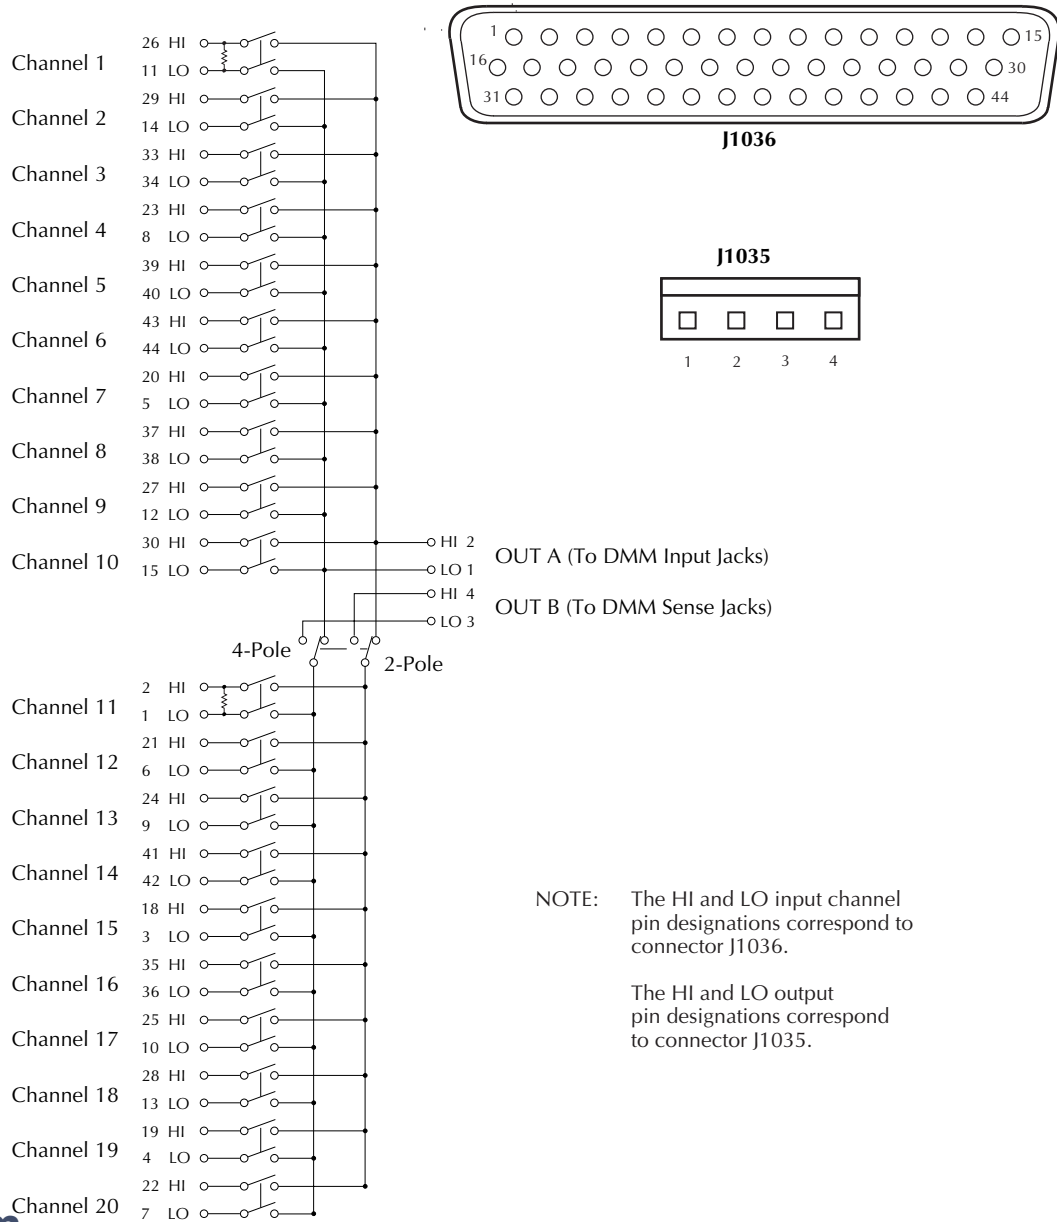 1 15
16 30
31 44
J1036
J1035
1 2 3 4
Channel 1
26 HI
11 LO
Channel 2
29 HI
14 LO
Channel 3
33 HI
34 LO
Channel 4
23 HI
8 LO
Channel 5
39 HI
40 LO
Channel 6
43 HI
44 LO
Channel 7
20 HI
5 LO
Channel 8
37 HI
38 LO
Channel 9
27 HI
12 LO
Channel 10
30 HI
15 LO
HI 2
LO 1
OUT A (To DMM Input Jacks)
HI 4
LO 3
OUT B (To DMM Sense Jacks)
4-Pole
2-Pole
Channel 11
2 HI
1 LO
Channel 12
21 HI
6 LO
Channel 13
24 HI
9 LO
Channel 14
41 HI
42 LO
Channel 15
18 HI
3 LO
Channel 16
35 HI
36 LO
Channel 17
25 HI
10 LO
Channel 18
28 HI
13 LO
Channel 19
19 HI
4 LO
Channel 20
22 HI
7 LO
NOTE: The HI and LO input channel
pin designations correspond to
connector J1036.
The HI and LO output
pin designations correspond
to connector J1035.